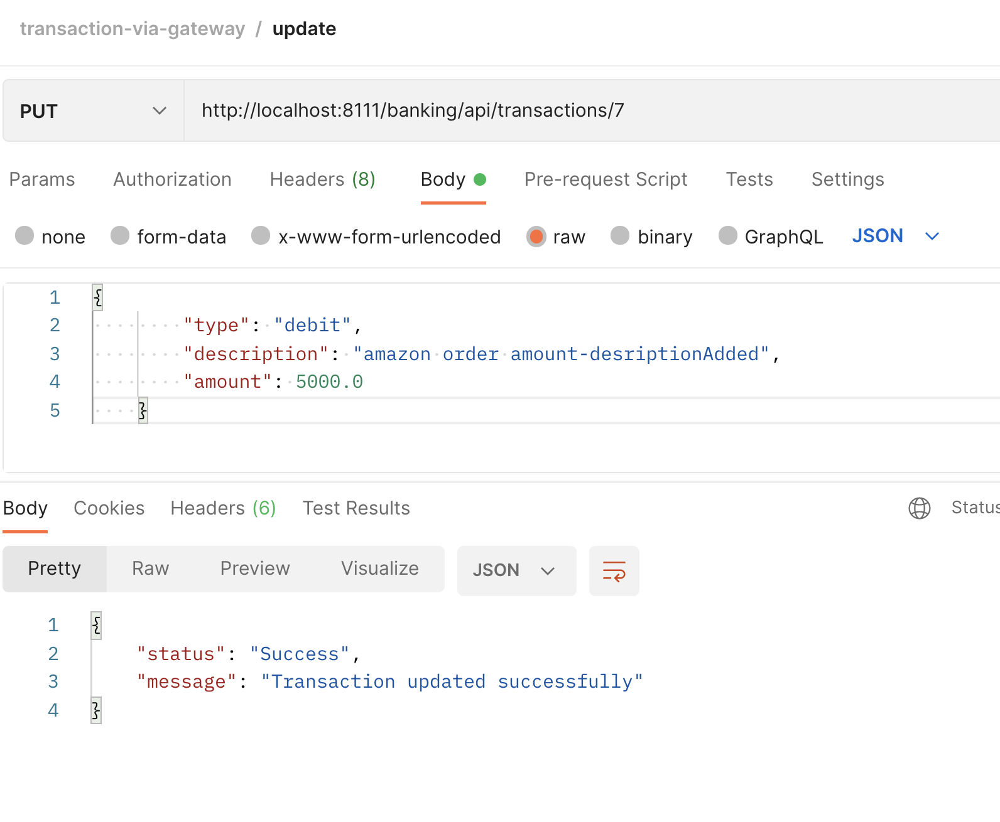 transaction-via-gateway / update
PUT http://localhost:8111/banking/api/transactions/7
Params Authorization Headers (8) Body Pre-request Script Tests Settings
none form-data x-www-form-urlencoded raw binary GraphQL JSON
1 {
2 "type": "debit",
3 "description": "amazon order amount-desriptionAdded",
4 "amount": 5000.0
5 }
Body Cookies Headers (6) Test Results Status
Pretty Raw Preview Visualize JSON
1 {
2 "status": "Success",
3 "message": "Transaction updated successfully"
4 }